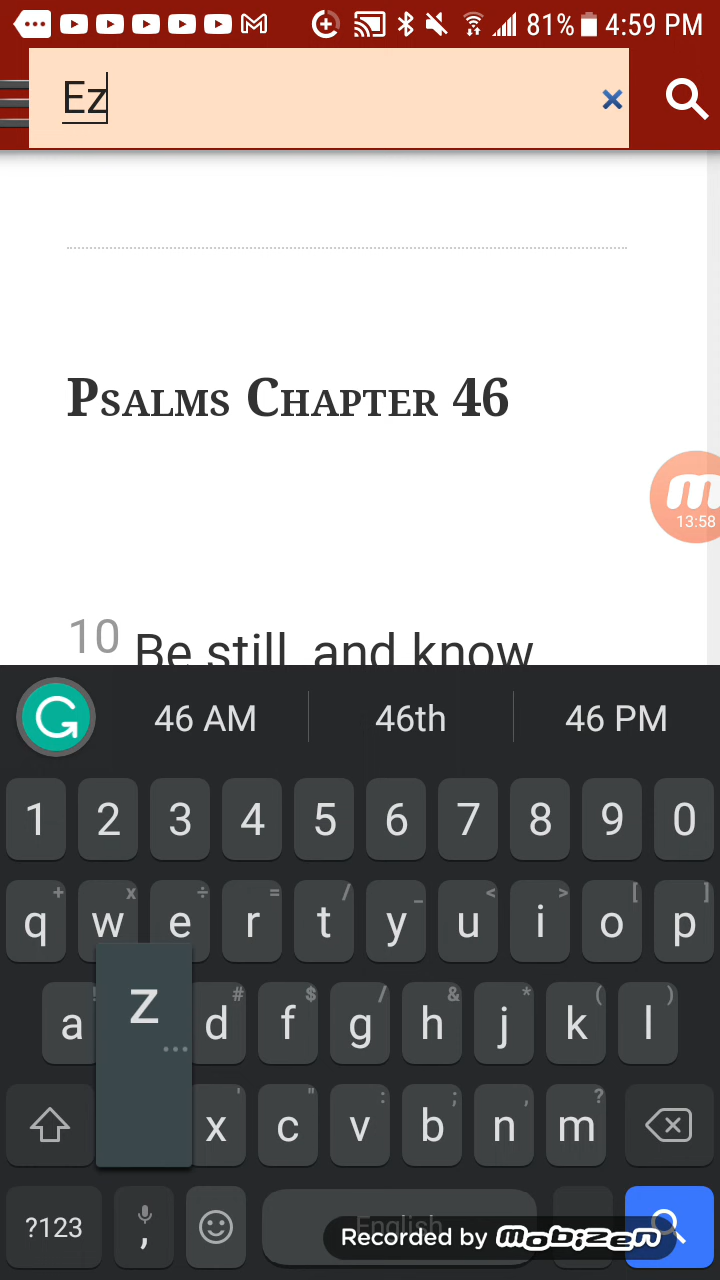 81% 4:59 PM
Ez
Psalms Chapter 46
13:58
10 Be still, and know
46 AM 46th 46 PM
1 2 3 4 5 6 7 8 9 0
q + w x e ÷ r = t / y _ u < i > o [ p ]
a ! z ... d # f $ g / h & j * k ( l )
x ' c " v : b ; n , m ?
?123 , English
Recorded by mobizen